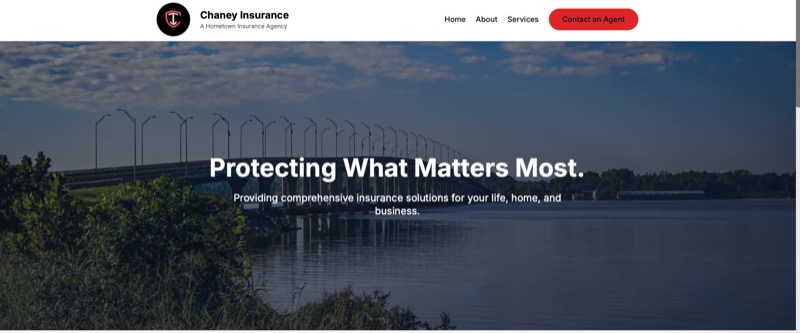 Chaney Insurance
A Hometown Insurance Agency
Home About Services Contact an Agent
Protecting What Matters Most.
Providing comprehensive insurance solutions for your life, home, and
business.